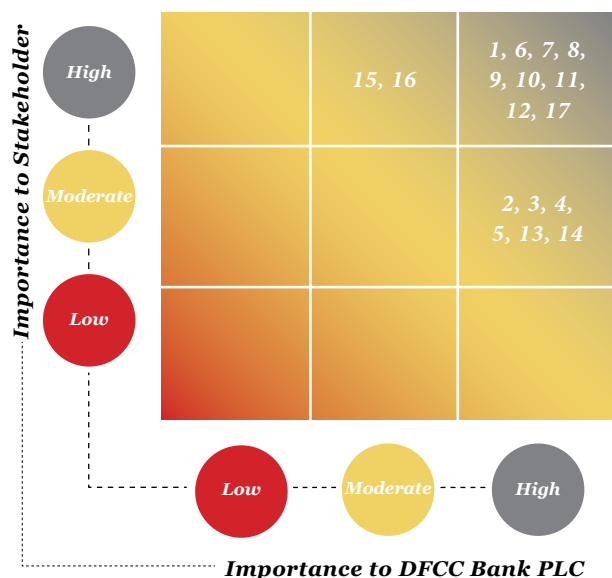 Importance to Stakeholder
High
Moderate
Low
15, 16
1, 6, 7, 8,
9, 10, 11,
12, 17
2, 3, 4,
5, 13, 14
Low
Moderate
High
Importance to DFCC Bank PLC